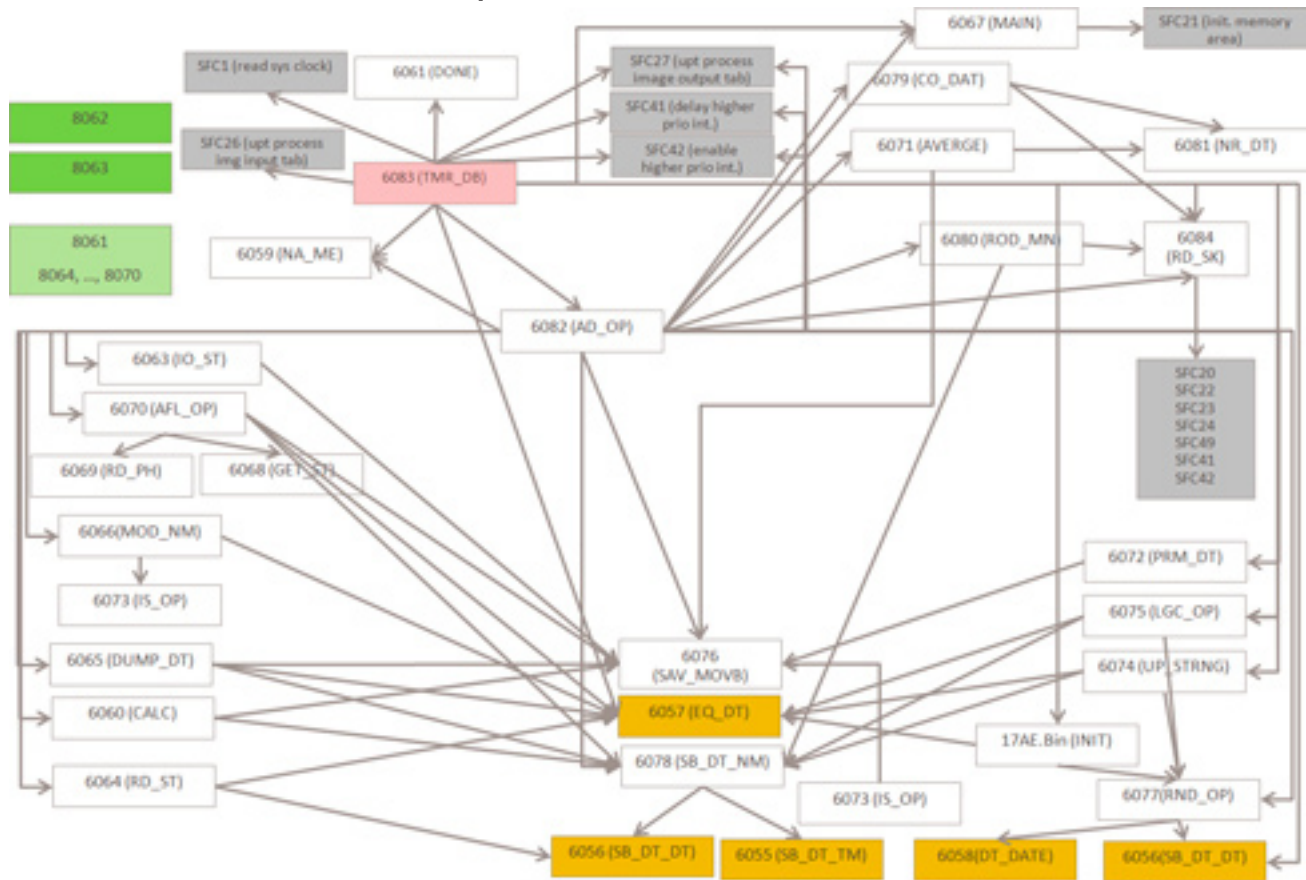 6067 (MAIN)
SFC21 (init. memory
area)
SFC1 (read sys clock)
6061 (DONE)
SFC27 (upt process
image output tab)
6079 (CO_DAT)
8062
SFC41 (delay higher
prio int.)
SFC26 (upt process
img input tab)
SFC42 (enable
higher prio int.)
6071 (AVERGE)
6081 (NR_DT)
8063
6083 (TMR_DB)
8061
8064, ..., 8070
6059 (NA_ME)
6080 (ROD_MN)
6084
(RD_SK)
6082 (AD_OP)
6063 (IO_ST)
SFC20
SFC22
SFC23
SFC24
SFC49
SFC41
SFC42
6070 (AFL_OP)
6069 (RD_PH)
6068 (GET_ST)
6066(MOD_NM)
6072 (PRM_DT)
6073 (IS_OP)
6075 (LGC_OP)
6065 (DUMP_DT)
6076
(SAV_MOVB)
6074 (UP_STRNG)
6060 (CALC)
6057 (EQ_DT)
17AE.Bin (INIT)
6064 (RD_ST)
6078 (SB_DT_NM)
6073 (IS_OP)
6077(RND_OP)
6056 (SB_DT_DT)
6055 (SB_DT_TM)
6058(DT_DATE)
6056(SB_DT_DT)